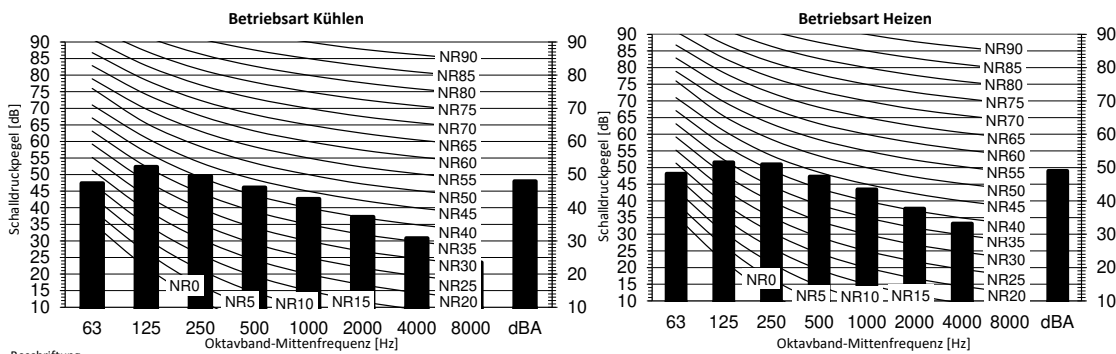 Betriebsart Kühlen
90
85
80
75
70
65
60
55
50
45
40
35
30
25
20
15
10
Schalldruckpegel [dB]
NR90
NR85
NR80
NR75
NR70
NR65
NR60
NR55
NR50
NR45
NR40
NR35
NR30
NR25
NR20
NR0
NR5
NR10
NR15
90
80
70
60
50
40
30
20
10
63 125 250 500 1000 2000 4000 8000 dBA
Oktavband-Mittenfrequenz [Hz]
Betriebsart Heizen
90
85
80
75
70
65
60
55
50
45
40
35
30
25
20
15
10
Schalldruckpegel [dB]
NR90
NR85
NR80
NR75
NR70
NR65
NR60
NR55
NR50
NR45
NR40
NR35
NR30
NR25
NR20
NR0
NR5
NR10
NR15
90
80
70
60
50
40
30
20
10
63 125 250 500 1000 2000 4000 8000 dBA
Oktavband-Mittenfrequenz [Hz]